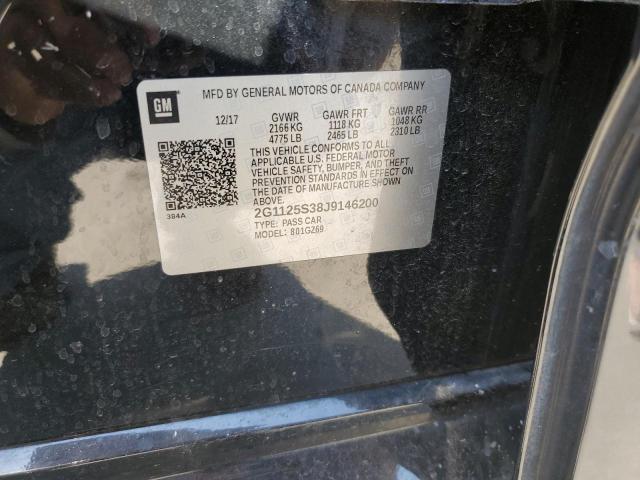 GM
MFD BY GENERAL MOTORS OF CANADA COMPANY
12/17 GVWR GAWR FRT GAWR RR
2166 KG 1118 KG 1048 KG
4775 LB 2465 LB 2310 LB
THIS VEHICLE CONFORMS TO ALL
APPLICABLE U.S. FEDERAL MOTOR
VEHICLE SAFETY, BUMPER, AND THEFT
PREVENTION STANDARDS IN EFFECT ON
THE DATE OF MANUFACTURE SHOWN
ABOVE.
384A
2G1125S38J9146200
TYPE: PASS CAR
MODEL: 801GZ69